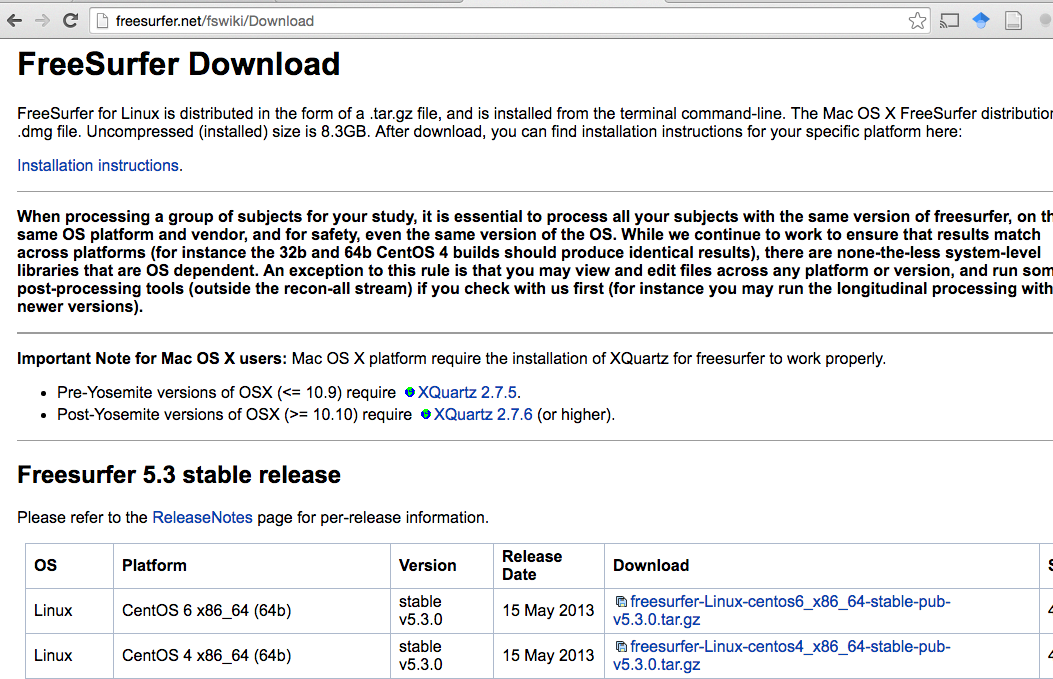 freesurfer.net/fswiki/Download
FreeSurfer Download
FreeSurfer for Linux is distributed in the form of a .tar.gz file, and is installed from the terminal command-line. The Mac OS X FreeSurfer distribution
.dmg file. Uncompressed (installed) size is 8.3GB. After download, you can find installation instructions for your specific platform here:
Installation instructions.
When processing a group of subjects for your study, it is essential to process all your subjects with the same version of freesurfer, on th
same OS platform and vendor, and for safety, even the same version of the OS. While we continue to work to ensure that results match
across platforms (for instance the 32b and 64b CentOS 4 builds should produce identical results), there are none-the-less system-level
libraries that are OS dependent. An exception to this rule is that you may view and edit files across any platform or version, and run som
post-processing tools (outside the recon-all stream) if you check with us first (for instance you may run the longitudinal processing with
newer versions).
Important Note for Mac OS X users: Mac OS X platform require the installation of XQuartz for freesurfer to work properly.
• Pre-Yosemite versions of OSX (<= 10.9) require XQuartz 2.7.5.
• Post-Yosemite versions of OSX (>= 10.10) require XQuartz 2.7.6 (or higher).
Freesurfer 5.3 stable release
Please refer to the ReleaseNotes page for per-release information.
OS Platform Version Release Date Download S
Linux CentOS 6 x86_64 (64b) stable v5.3.0 15 May 2013 freesurfer-Linux-centos6_x86_64-stable-pub-
v5.3.0.tar.gz 4
Linux CentOS 4 x86_64 (64b) stable v5.3.0 15 May 2013 freesurfer-Linux-centos4_x86_64-stable-pub-
v5.3.0.tar.gz 4